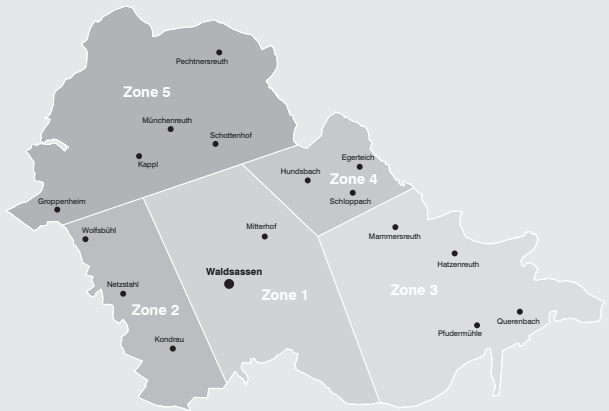 Pechtnersreuth
Zone 5
Münchenreuth
Schottenhof
Kappl
Egerteich
Hundsbach
Zone 4
Schloppach
Groppenheim
Wolfsbühl
Mitterhof
Mammersreuth
Hatzenreuth
Waldsassen
Netzstahl
Zone 1
Zone 3
Zone 2
Querenbach
Pfudermühle
Kondrau